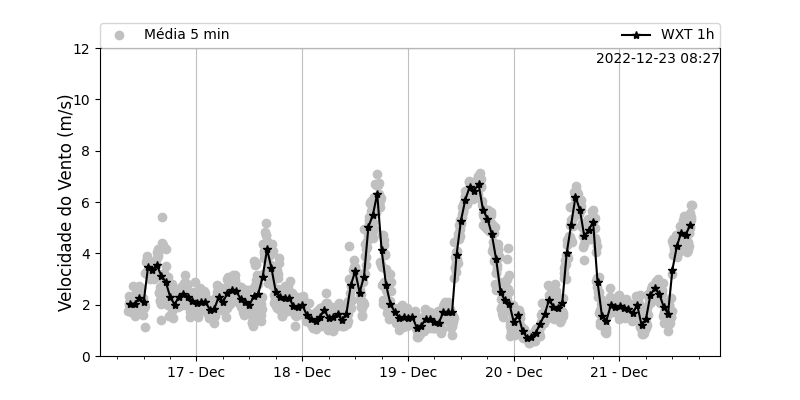 Média 5 min
WXT 1h
2022-12-23 08:27
Velocidade do Vento (m/s)
12
10
8
6
4
2
0
17 - Dec
18 - Dec
19 - Dec
20 - Dec
21 - Dec